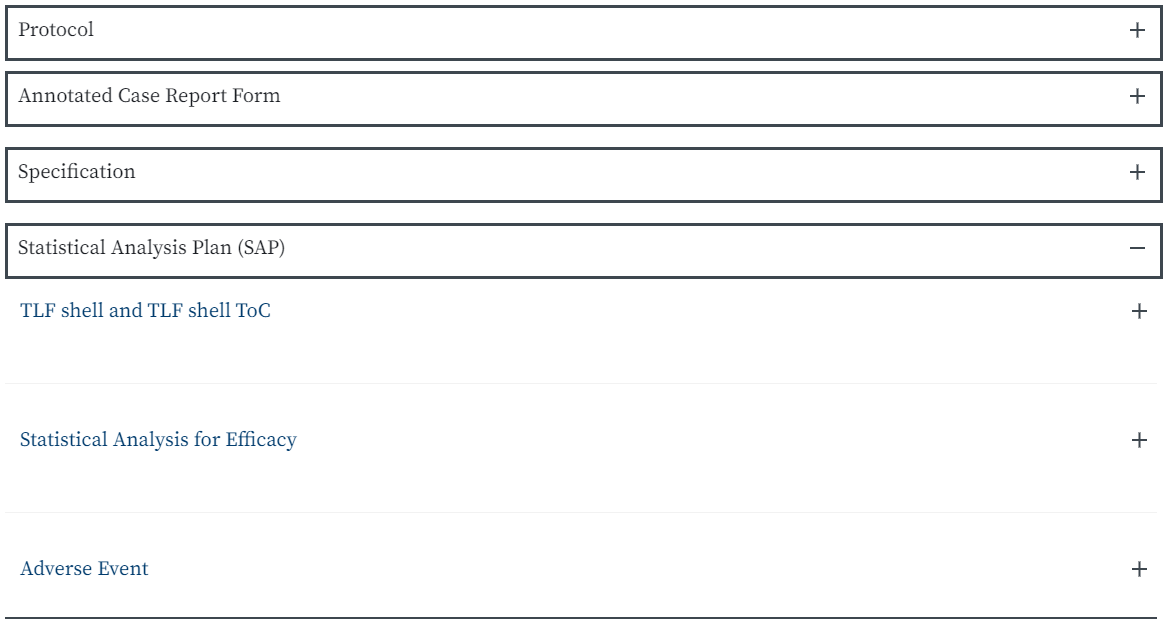 Protocol
Annotated Case Report Form
Specification
Statistical Analysis Plan (SAP)
TLF shell and TLF shell ToC
Statistical Analysis for Efficacy
Adverse Event